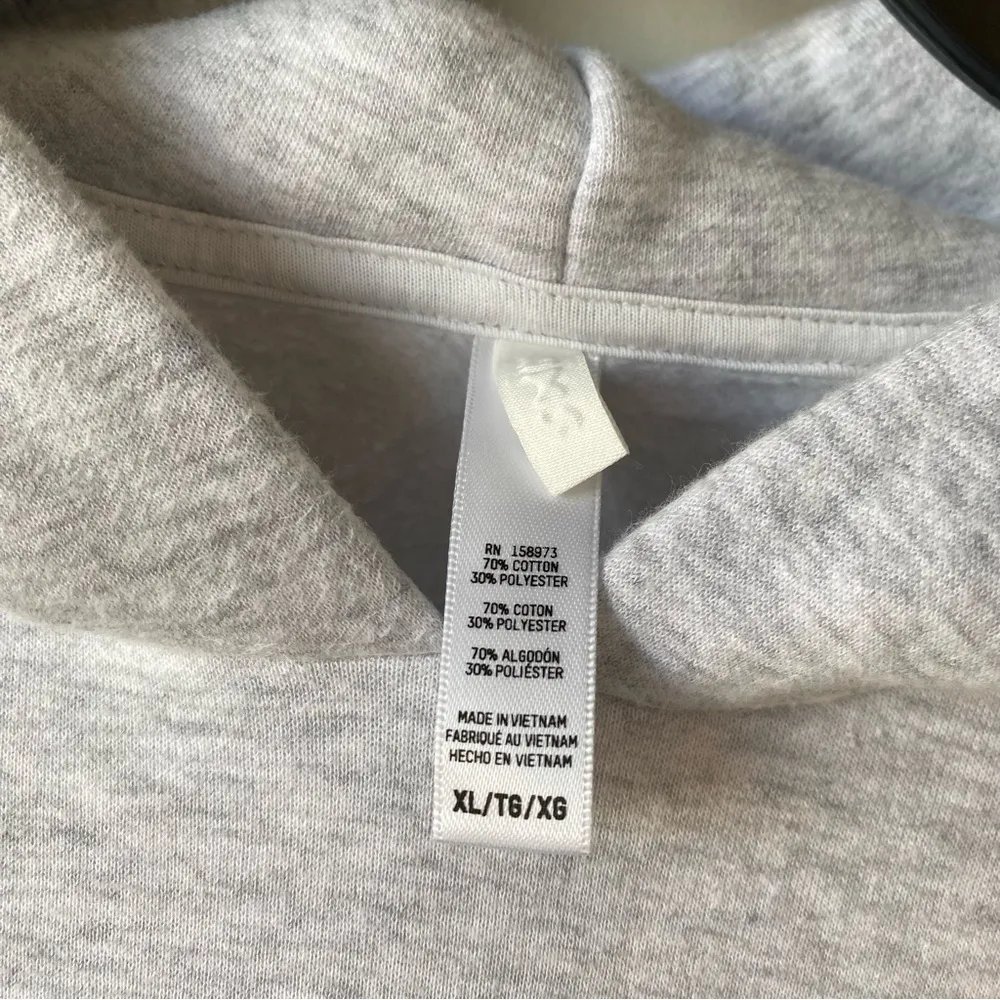 RN 158973
70% COTTON
30% POLYESTER
70% COTON
30% POLYESTER
70% ALGODÓN
30% POLIÉSTER
MADE IN VIETNAM
FABRIQUÉ AU VIETNAM
HECHO EN VIETNAM
XL/TG/XG